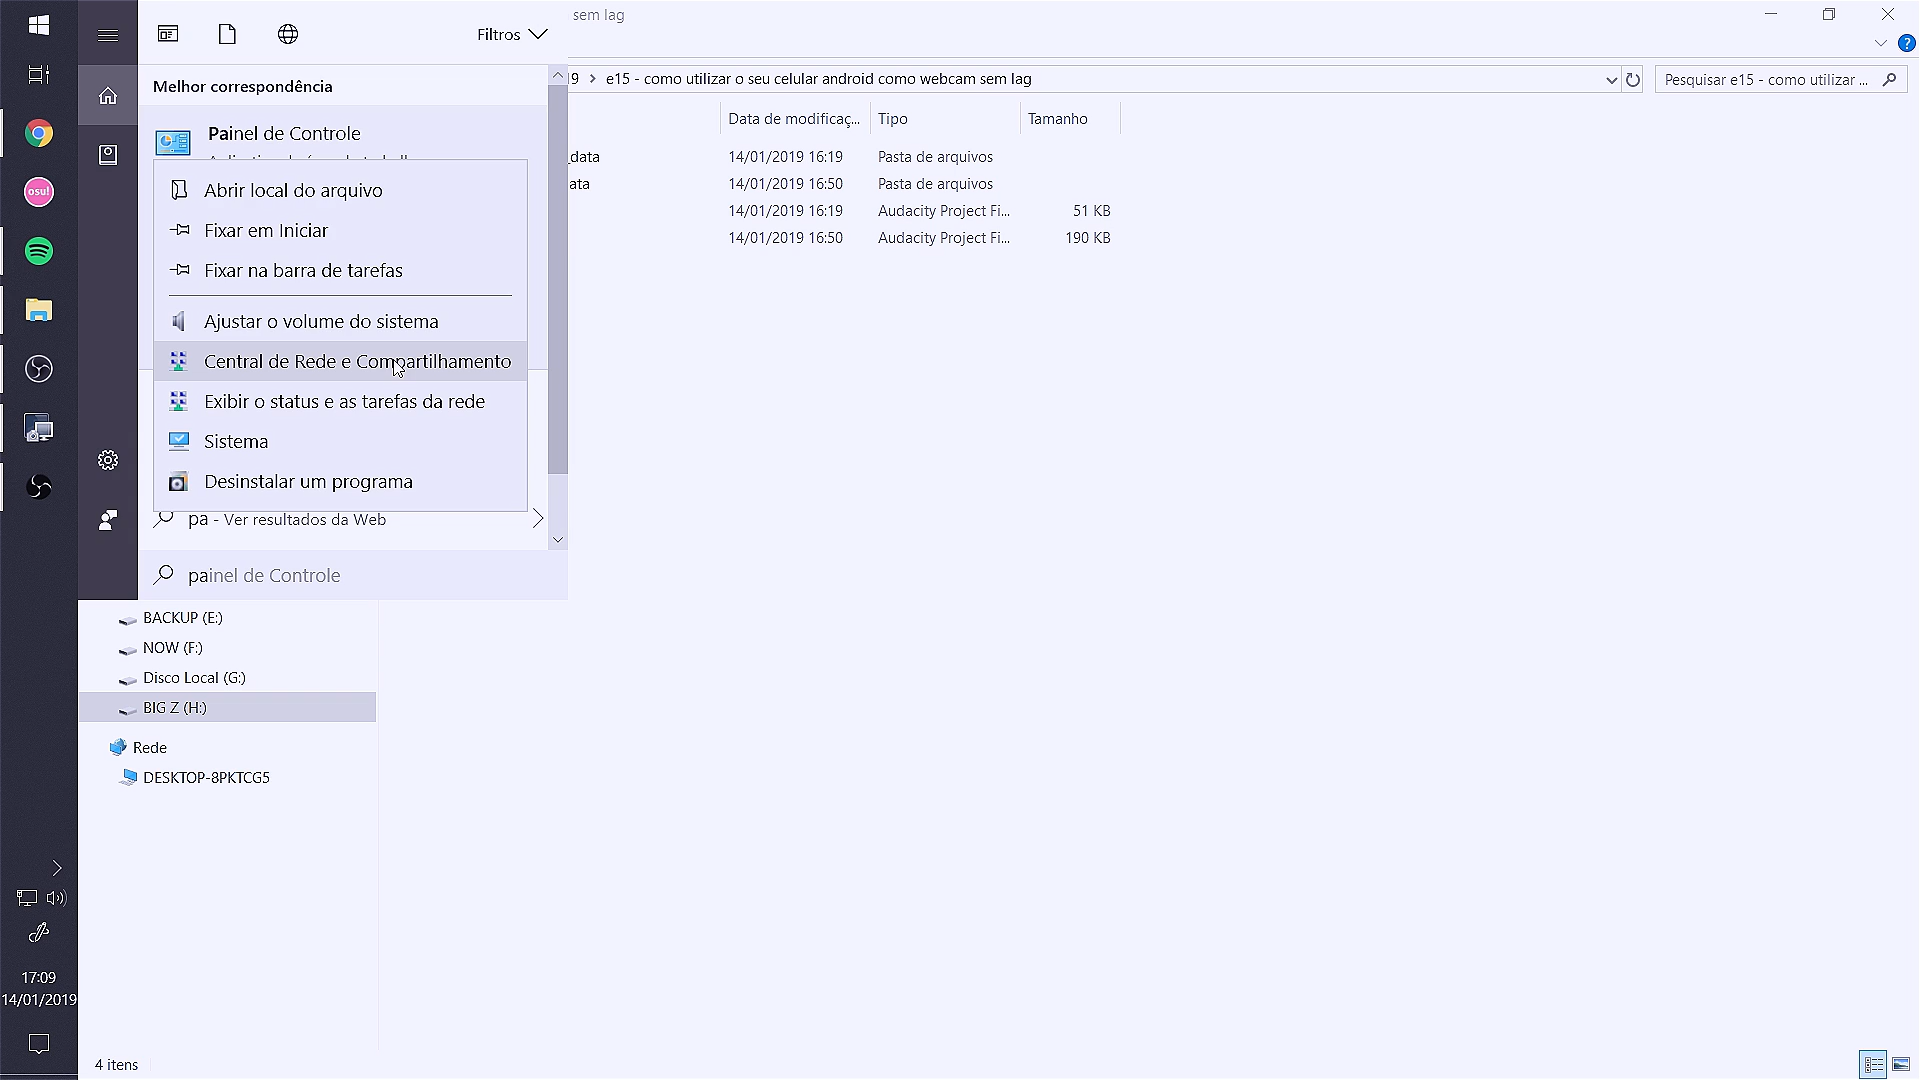 sem lag
Filtros
19 > e15 - como utilizar o seu celular android como webcam sem lag
Pesquisar e15 - como utilizar ...
Melhor correspondência
Painel de Controle
Data de modificaç...
Tipo
Tamanho
_data
14/01/2019 16:19
Pasta de arquivos
ata
14/01/2019 16:50
Pasta de arquivos
14/01/2019 16:19
Audacity Project Fi...
51 KB
14/01/2019 16:50
Audacity Project Fi...
190 KB
Abrir local do arquivo
Fixar em Iniciar
Fixar na barra de tarefas
Ajustar o volume do sistema
Central de Rede e Compartilhamento
Exibir o status e as tarefas da rede
Sistema
Desinstalar um programa
pa - Ver resultados da Web
painel de Controle
osu!
BACKUP (E:)
NOW (F:)
Disco Local (G:)
BIG Z (H:)
Rede
DESKTOP-8PKTCG5
17:09
14/01/2019
4 itens